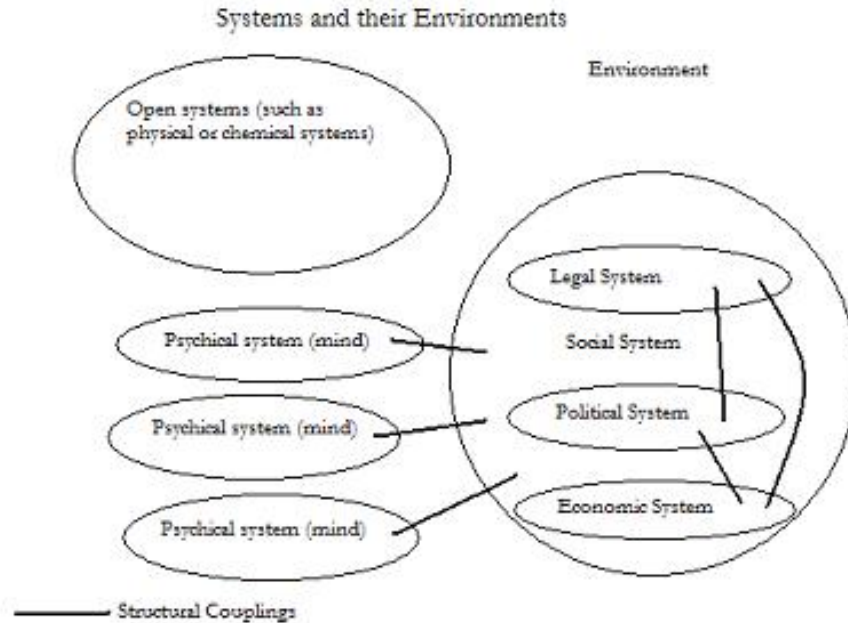 Systems and their Environments
Environment
Open systems (such as
physical or chemical systems)
Legal System
Psychical system (mind)
Social System
Psychical system (mind)
Political System
Psychical system (mind)
Economic System
Structural Couplings